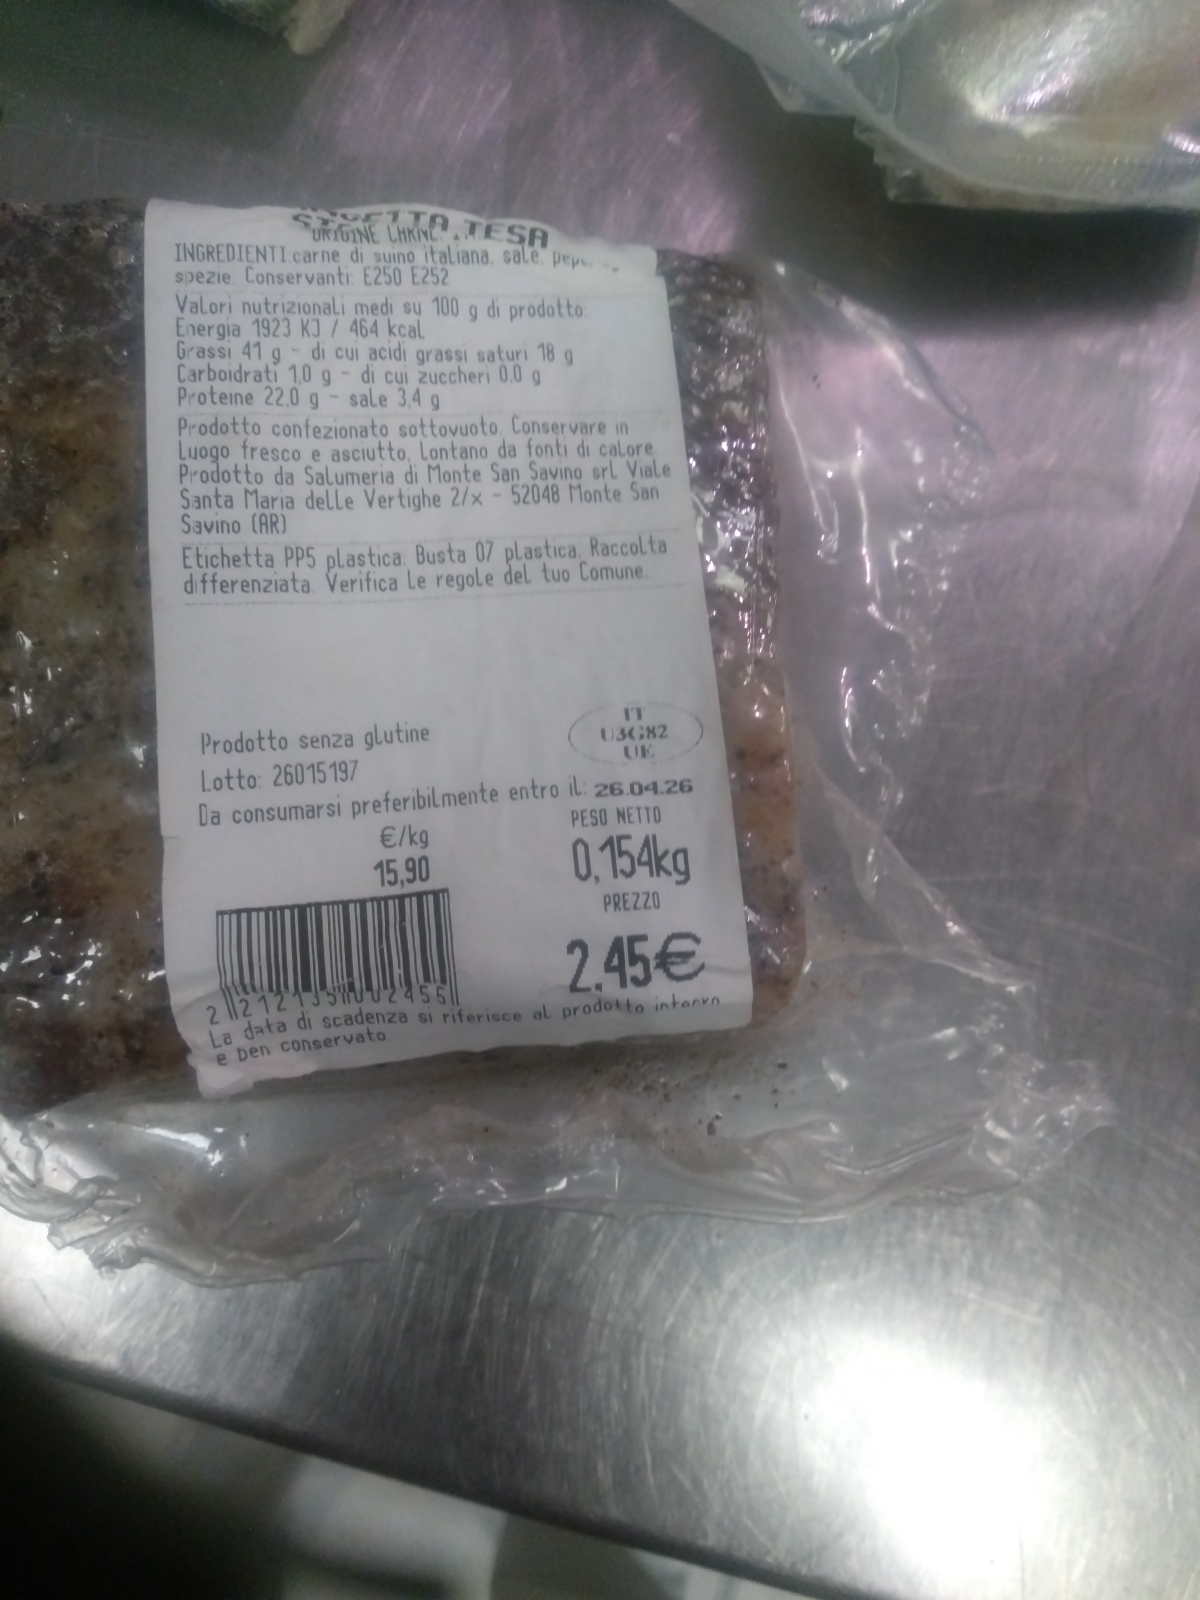 TESA
ORIGINE
INGREDIENTI:carne di suino italiana, sale,
spezie. Conservanti: E250 E252
Valori nutrizionali medi su 100 g di prodotto:
Energia 1923 KJ / 464 kcal
Grassi 41 g - di cui acidi grassi saturi 18 g
Carboidrati 1,0 g - di cui zuccheri 0,0 g
Proteine 22,0 g - sale 3,4 g
Prodotto confezionato sottovuoto. Conservare in
Luogo fresco e asciutto, Lontano da fonti di calore.
Prodotto da Salumeria di Monte San Savino srl Viale
Santa Maria delle Vertighe 2/x - 52048 Monte San
Savino (AR)
Etichetta PP5 plastica. Busta 07 plastica. Raccolta
differenziata. Verifica le regole del tuo Comune.
IT
U3G82
UE
Prodotto senza glutine
Lotto: 26015197
Da consumarsi preferibilmente entro il: 26.04.26
€/kg
15,90
PESO NETTO
0,154kg
PREZZO
2,45€
La data di scadenza si riferisce al prodotto integro
e ben conservato